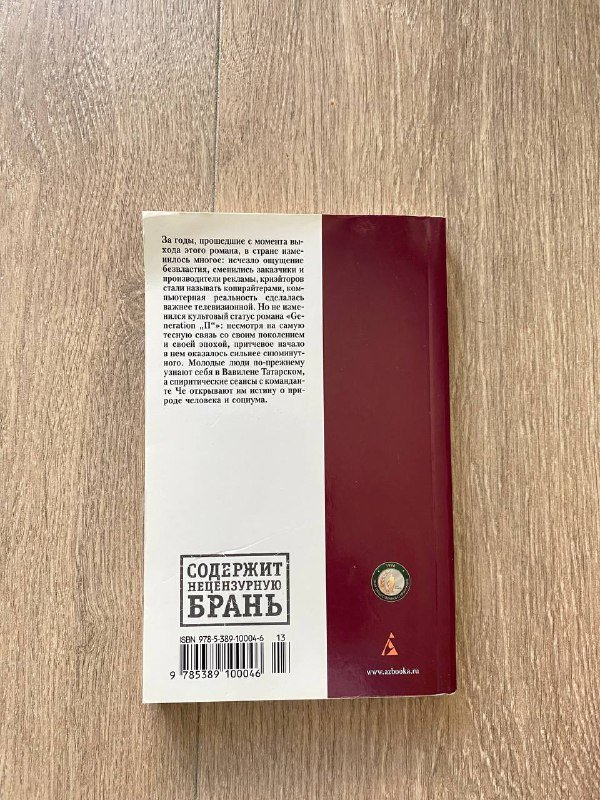 За годы, прошедшие с момента вы-
хода этого романа, в стране изме-
нилось многое: исчезло ощущение
безвластия, сменились заказчики и
производители рекламы, криэйторов
стали называть копирайтерами, ком-
пьютерная реальность сделалась
важнее телевизионной. Но не изме-
нился культовый статус романа «Ge-
neration „П“»: несмотря на самую
тесную связь со своим поколением
и своей эпохой, притчевое начало
в нем оказалось сильнее сиюминут-
ного. Молодые люди по-прежнему
узнают себя в Вавилене Татарском,
а спиритические сеансы с команданте
те Че открывают им истину о при-
роде человека и социума.
СОДЕРЖИТ
НЕЦЕНЗУРНУЮ
БРАНЬ
ISBN 978-5-389-10004-6
13
9 785389 100046
www.azbooka.ru